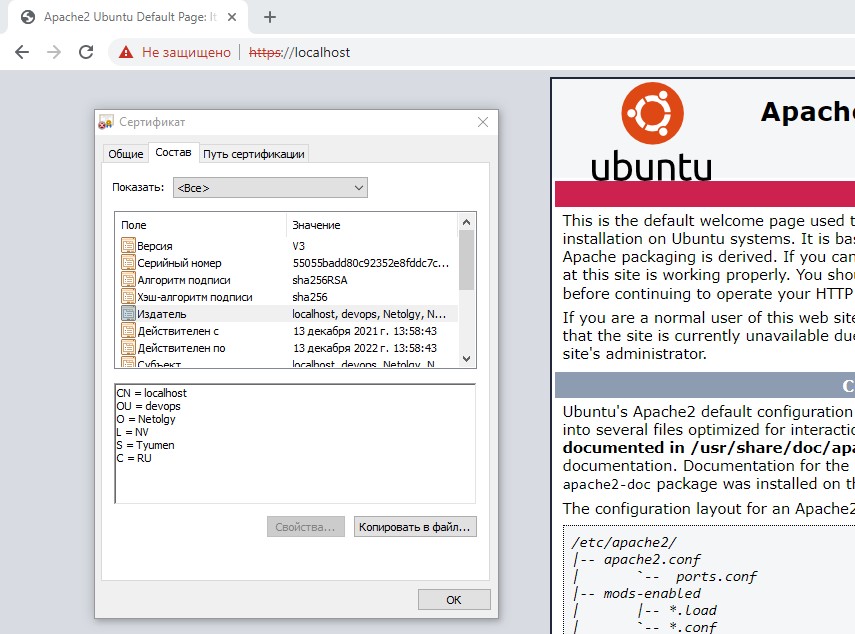 Apache2 Ubuntu Default Page: It
Не защищено
https://localhost
Сертификат
Общие
Состав
Путь сертификации
Показать:
<Все>
Поле Значение
Версия V3
Серийный номер 55055badd80c92352e8fddc7c...
Алгоритм подписи sha256RSA
Хэш-алгоритм подписи sha256
Издатель localhost, devops, Netolgy, N...
Действителен с 13 декабря 2021 г. 13:58:43
Действителен по 13 декабря 2022 г. 13:58:43
Субъект localhost, devops, Netolgy, N
CN = localhost
OU = devops
O = Netolgy
L = NV
S = Tyumen
C = RU
Свойства...
Копировать в файл...
OK
ubuntu
Apache
This is the default welcome page used t
installation on Ubuntu systems. It is bas
Apache packaging is derived. If you can
at this site is working properly. You shou
before continuing to operate your HTTP
If you are a normal user of this web site
that the site is currently unavailable due
site's administrator.
C
Ubuntu's Apache2 default configuration
into several files optimized for interactio
documented in /usr/share/doc/apa
documentation. Documentation for the
apache2-doc package was installed on th
The configuration layout for an Apache2
/etc/apache2/
|-- apache2.conf
| `-- ports.conf
|-- mods-enabled
| |-- *.load
| `-- *.conf